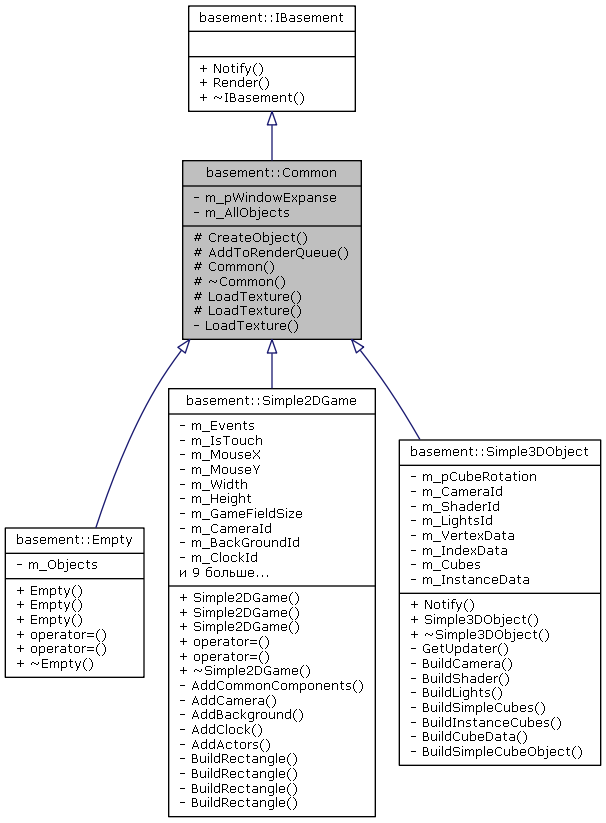 basement::IBasement
+ Notify()
+ Render()
+ ~IBasement()
basement::Common
- m_pWindowExpanse
- m_AllObjects
# CreateObject()
# AddToRenderQueue()
# Common()
# ~Common()
# LoadTexture()
# LoadTexture()
- LoadTexture()
basement::Empty
- m_Objects
+ Empty()
+ Empty()
+ Empty()
+ operator=()
+ operator=()
+ ~Empty()
basement::Simple2DGame
- m_Events
- m_IsTouch
- m_MouseX
- m_MouseY
- m_Width
- m_Height
- m_GameFieldSize
- m_CameraId
- m_BackGroundId
- m_ClockId
и 9 больше...
+ Simple2DGame()
+ Simple2DGame()
+ Simple2DGame()
+ operator=()
+ operator=()
+ ~Simple2DGame()
- AddCommonComponents()
- AddCamera()
- AddBackground()
- AddClock()
- AddActors()
- BuildRectangle()
- BuildRectangle()
- BuildRectangle()
- BuildRectangle()
basement::Simple3DObject
- m_pCubeRotation
- m_CameraId
- m_ShaderId
- m_LightsId
- m_VertexData
- m_IndexData
- m_Cubes
- m_InstanceData
+ Notify()
+ Simple3DObject()
+ ~Simple3DObject()
- GetUpdater()
- BuildCamera()
- BuildShader()
- BuildLights()
- BuildSimpleCubes()
- BuildInstanceCubes()
- BuildCubeData()
- BuildSimpleCubeObject()